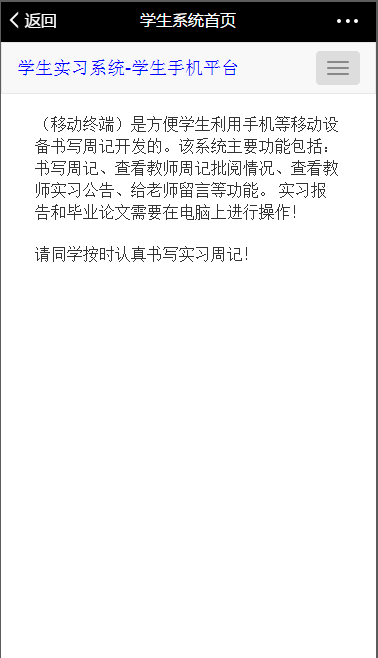 返回
学生系统首页
学生实习系统-学生手机平台
（移动终端）是方便学生利用手机等移动设
备书写周记开发的。该系统主要功能包括：
书写周记、查看教师周记批阅情况、查看教
师实习公告、给老师留言等功能。 实习报
告和毕业论文需要在电脑上进行操作！
请同学按时认真书写实习周记！